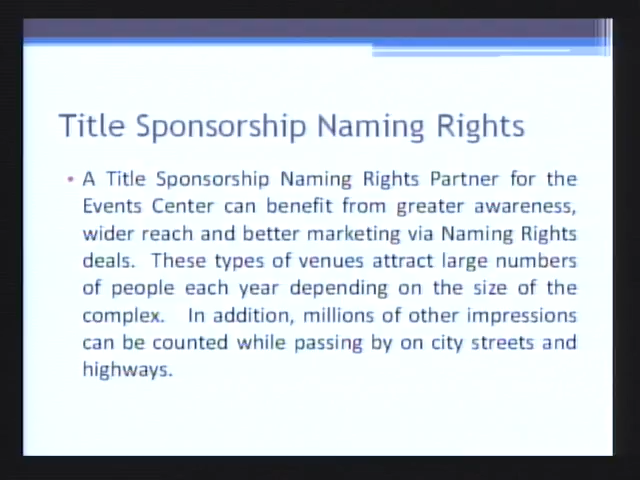 Title Sponsorship Naming Rights
• A Title Sponsorship Naming Rights Partner for the
Events Center can benefit from greater awareness,
wider reach and better marketing via Naming Rights
deals. These types of venues attract large numbers
of people each year depending on the size of the
complex. In addition, millions of other impressions
can be counted while passing by on city streets and
highways.